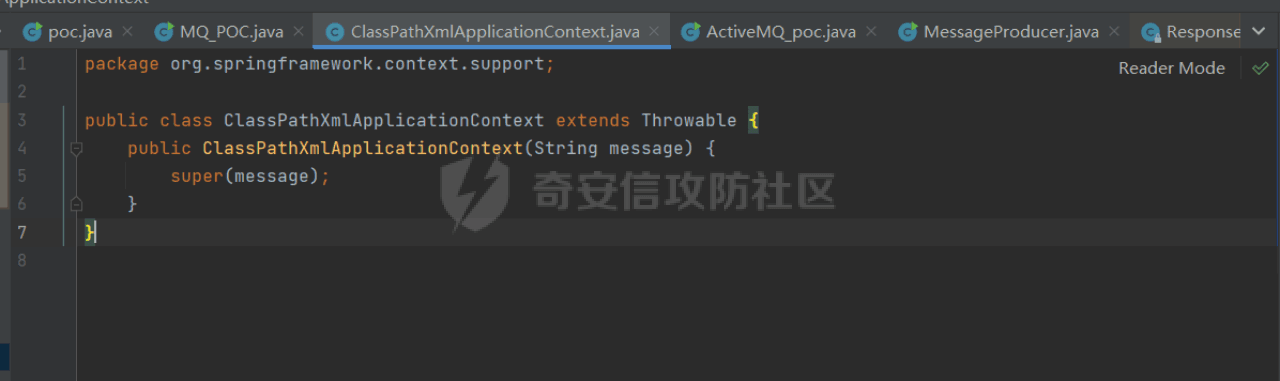 ApplicationContext
poc.java MQ_POC.java ClassPathXmlApplicationContext.java ActiveMQ_poc.java MessageProducer.java Response
Reader Mode
1 package org.springframework.context.support;
2
3 public class ClassPathXmlApplicationContext extends Throwable {
4 public ClassPathXmlApplicationContext(String message) {
5 super(message);
6 }
7 }
8
奇安信攻防社区